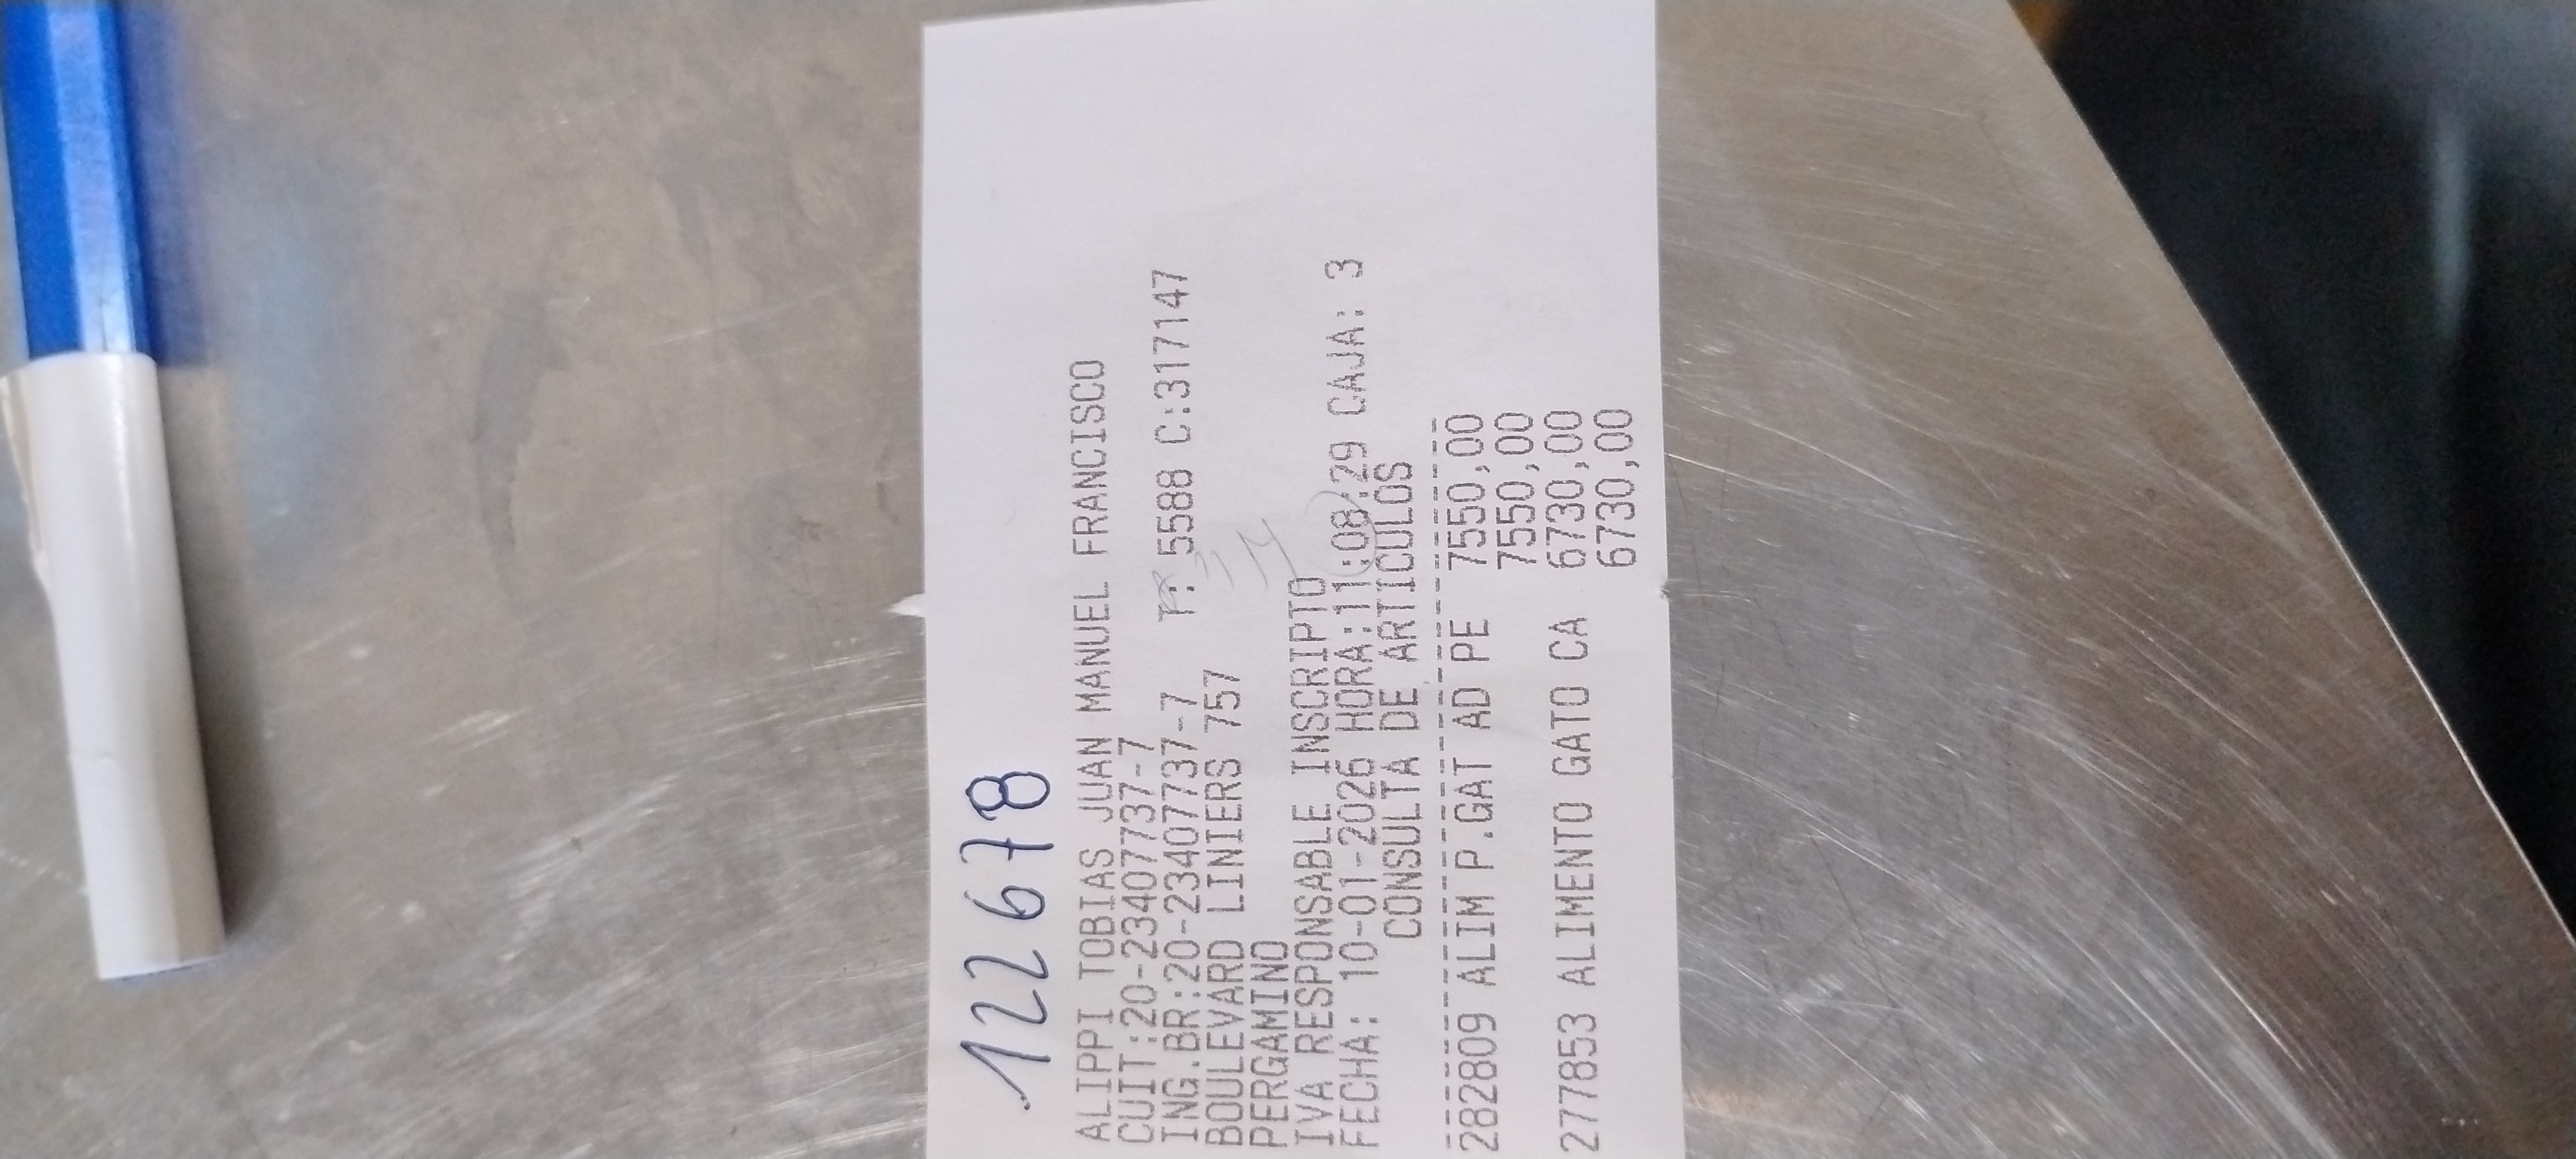 122678
ALIPPI TOBIAS JUAN MANUEL FRANCISCO
CUIT:20-23407737-7
ING.BR:20-23407737-7 T: 5588 C:317147
BOULEVARD LINIERS 757
PERGAMINO
IVA RESPONSABLE INSCRIPTO
FECHA: 10-01-2026 HORA:11:08:29 CAJA: 3
CONSULTA DE ARTICULOS
282809 ALIM P.GAT AD PE 7550,00
7550,00
277853 ALIMENTO GATO CA 6730,00
6730,00